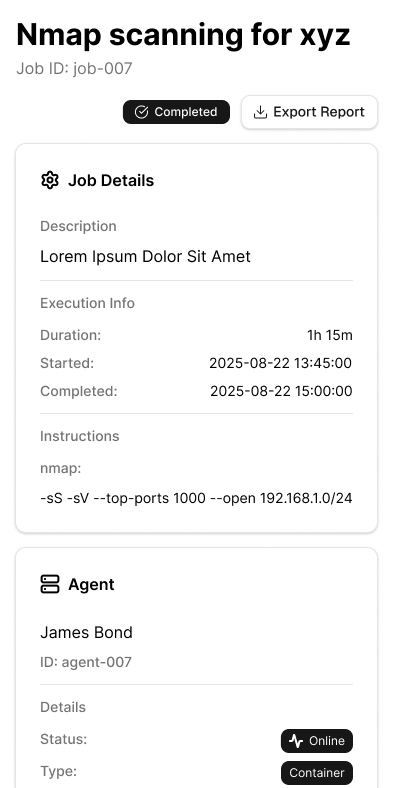 Nmap scanning for xyz
Job ID: job-007
Completed
Export Report
Job Details
Description
Lorem Ipsum Dolor Sit Amet
Execution Info
Duration: 1h 15m
Started: 2025-08-22 13:45:00
Completed: 2025-08-22 15:00:00
Instructions
nmap:
-sS -sV --top-ports 1000 --open 192.168.1.0/24
Agent
James Bond
ID: agent-007
Details
Status: Online
Type: Container